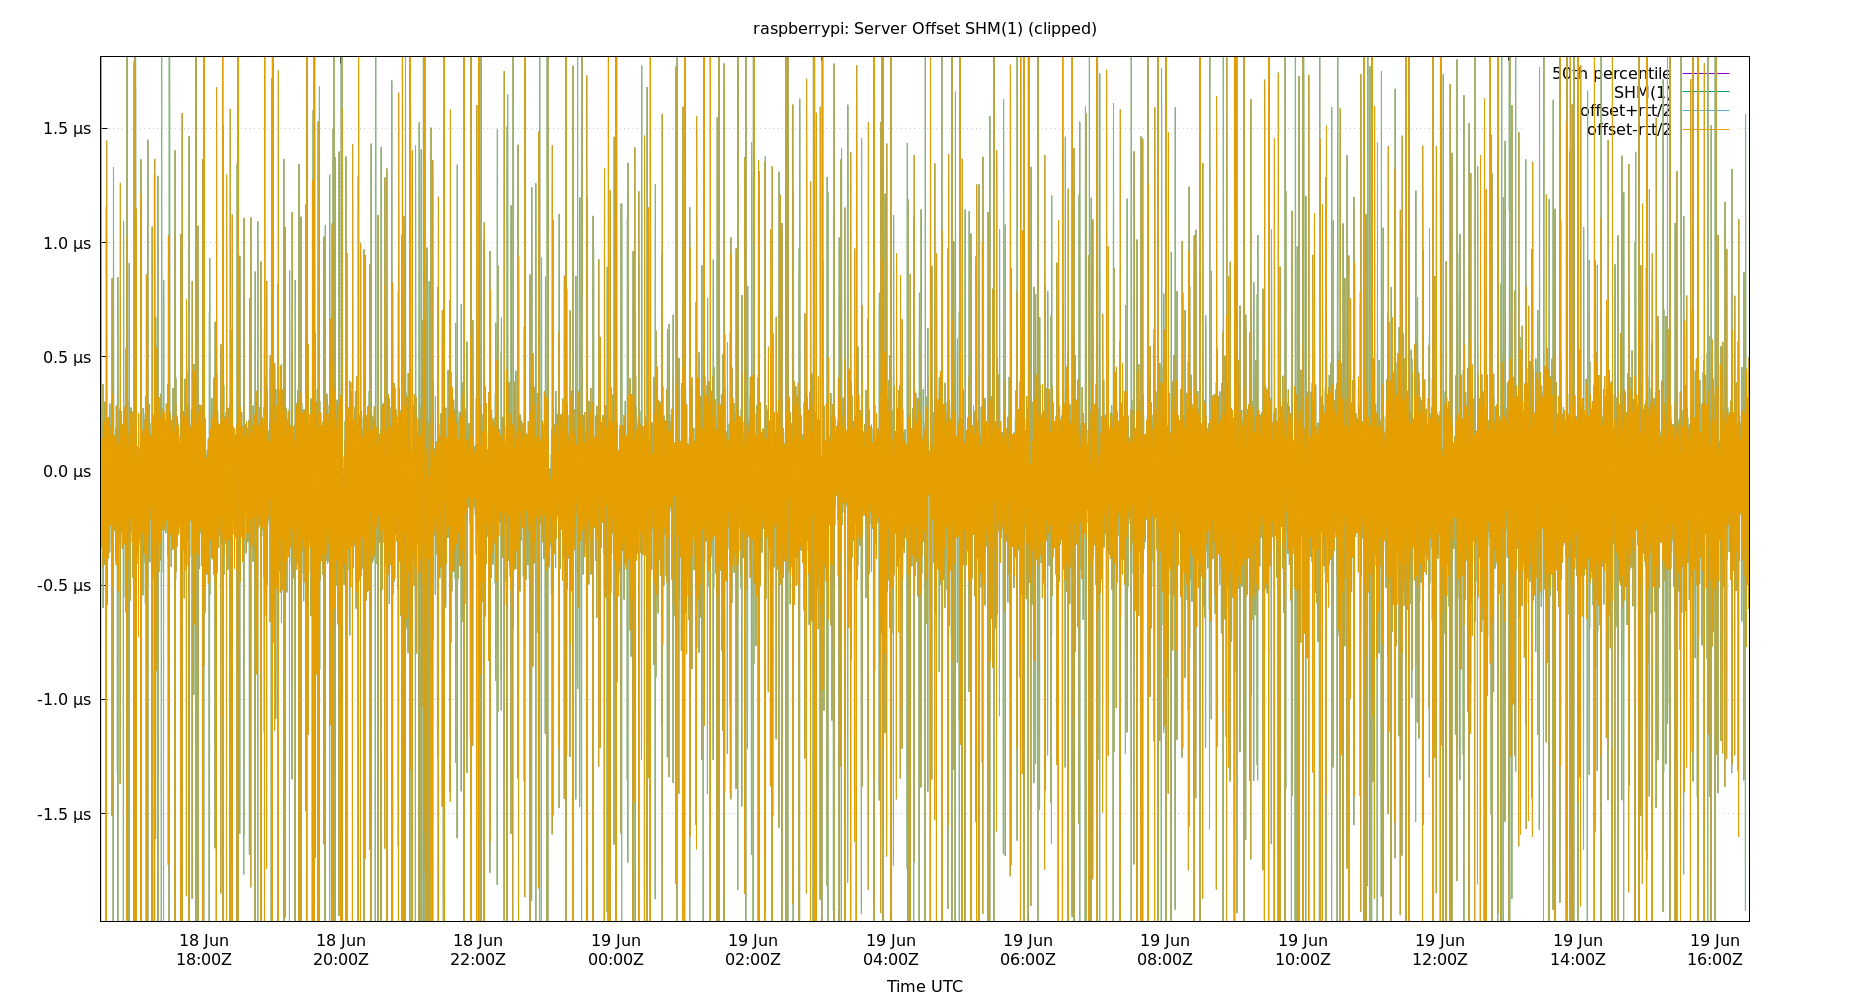 raspberrypi: Server Offset SHM(1) (clipped)
50th percentile
SHM(1)
offset+rtt/2
offset-rtt/2
1.5 µs
1.0 µs
0.5 µs
0.0 µs
-0.5 µs
-1.0 µs
-1.5 µs
18 Jun 18 Jun 18 Jun 19 Jun 19 Jun 19 Jun 19 Jun 19 Jun 19 Jun 19 Jun 19 Jun 19 Jun
18:00Z 20:00Z 22:00Z 00:00Z 02:00Z 04:00Z 06:00Z 08:00Z 10:00Z 12:00Z 14:00Z 16:00Z
Time UTC